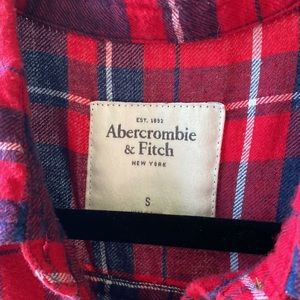 EST. 1892
Abercrombie
& Fitch
NEW YORK
S